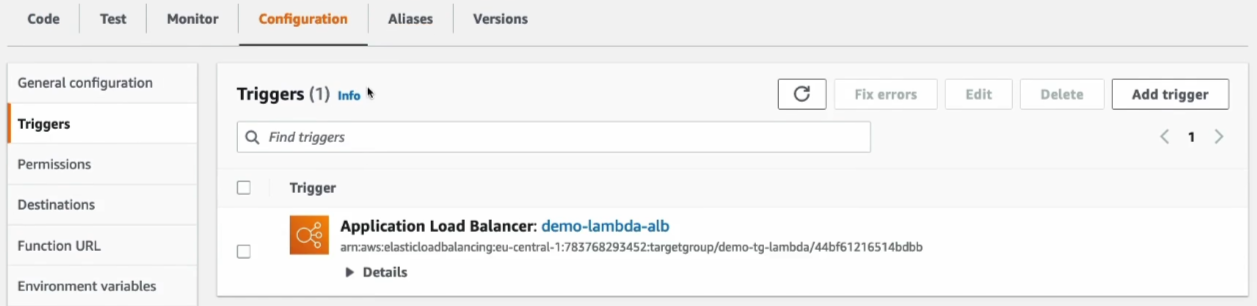 Code Test Monitor Configuration Aliases Versions
General configuration
Triggers
Permissions
Destinations
Function URL
Environment variables
Triggers (1) Info
Fix errors Edit Delete Add trigger
Find triggers
1
Trigger
Application Load Balancer: demo-lambda-alb
arn:aws:elasticloadbalancing:eu-central-1:783768293452:targetgroup/demo-tg-lambda/44bf61216514bdbb
Details